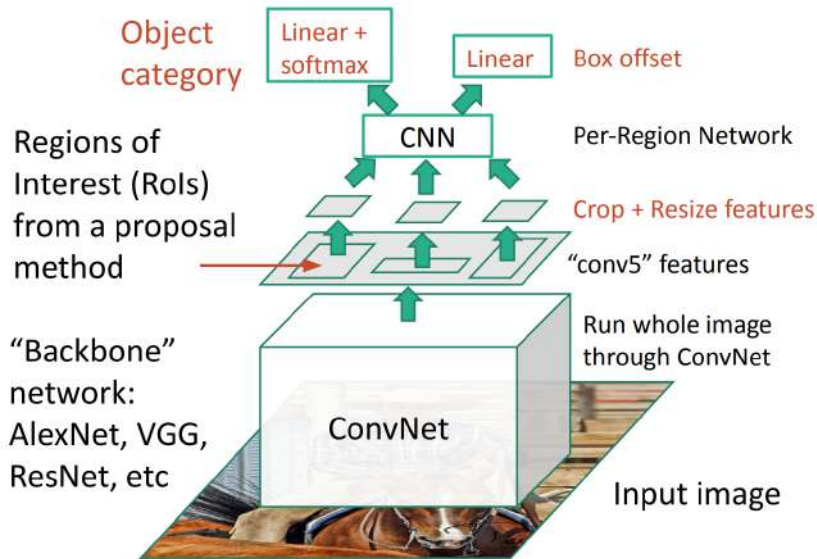 Object
category
Linear +
softmax
Linear
Box offset
CNN
Per-Region Network
Regions of
Interest (RoIs)
from a proposal
method
Crop + Resize features
“conv5” features
Run whole image
through ConvNet
“Backbone”
network:
AlexNet, VGG,
ResNet, etc
ConvNet
Input image